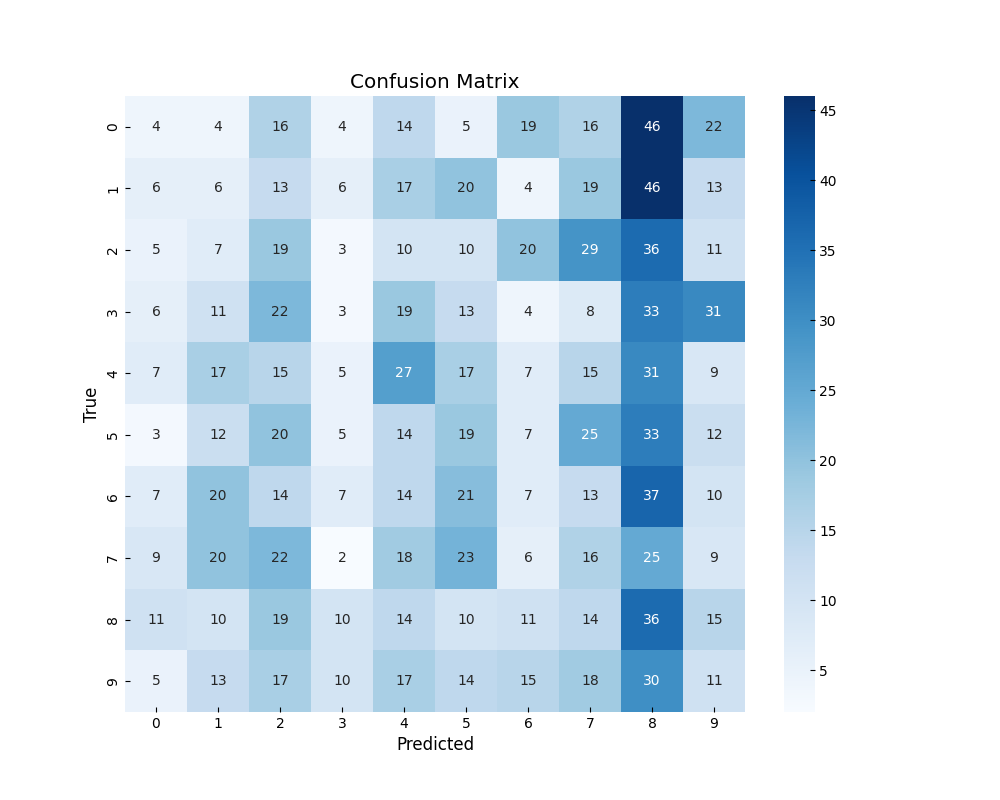 Confusion Matrix
0 4 4 16 4 14 5 19 16 46 22
1 6 6 13 6 17 20 4 19 46 13
2 5 7 19 3 10 10 20 29 36 11
3 6 11 22 3 19 13 4 8 33 31
4 7 17 15 5 27 17 7 15 31 9
5 3 12 20 5 14 19 7 25 33 12
6 7 20 14 7 14 21 7 13 37 10
7 9 20 22 2 18 23 6 16 25 9
8 11 10 19 10 14 10 11 14 36 15
9 5 13 17 10 17 14 15 18 30 11
0 1 2 3 4 5 6 7 8 9
Predicted
True
45
40
35
30
25
20
15
10
5